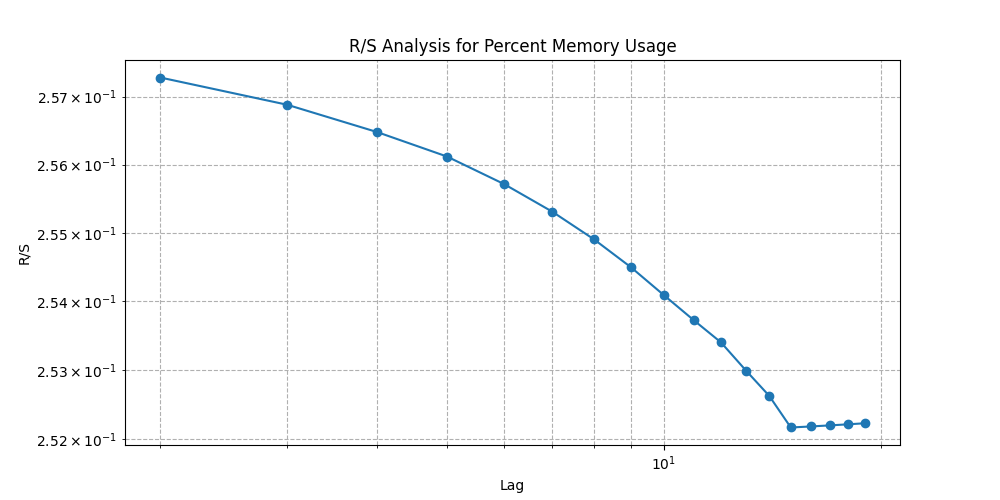 R/S Analysis for Percent Memory Usage
2.57 × 10⁻¹
2.56 × 10⁻¹
2.55 × 10⁻¹
2.54 × 10⁻¹
2.53 × 10⁻¹
2.52 × 10⁻¹
R/S
10¹
Lag